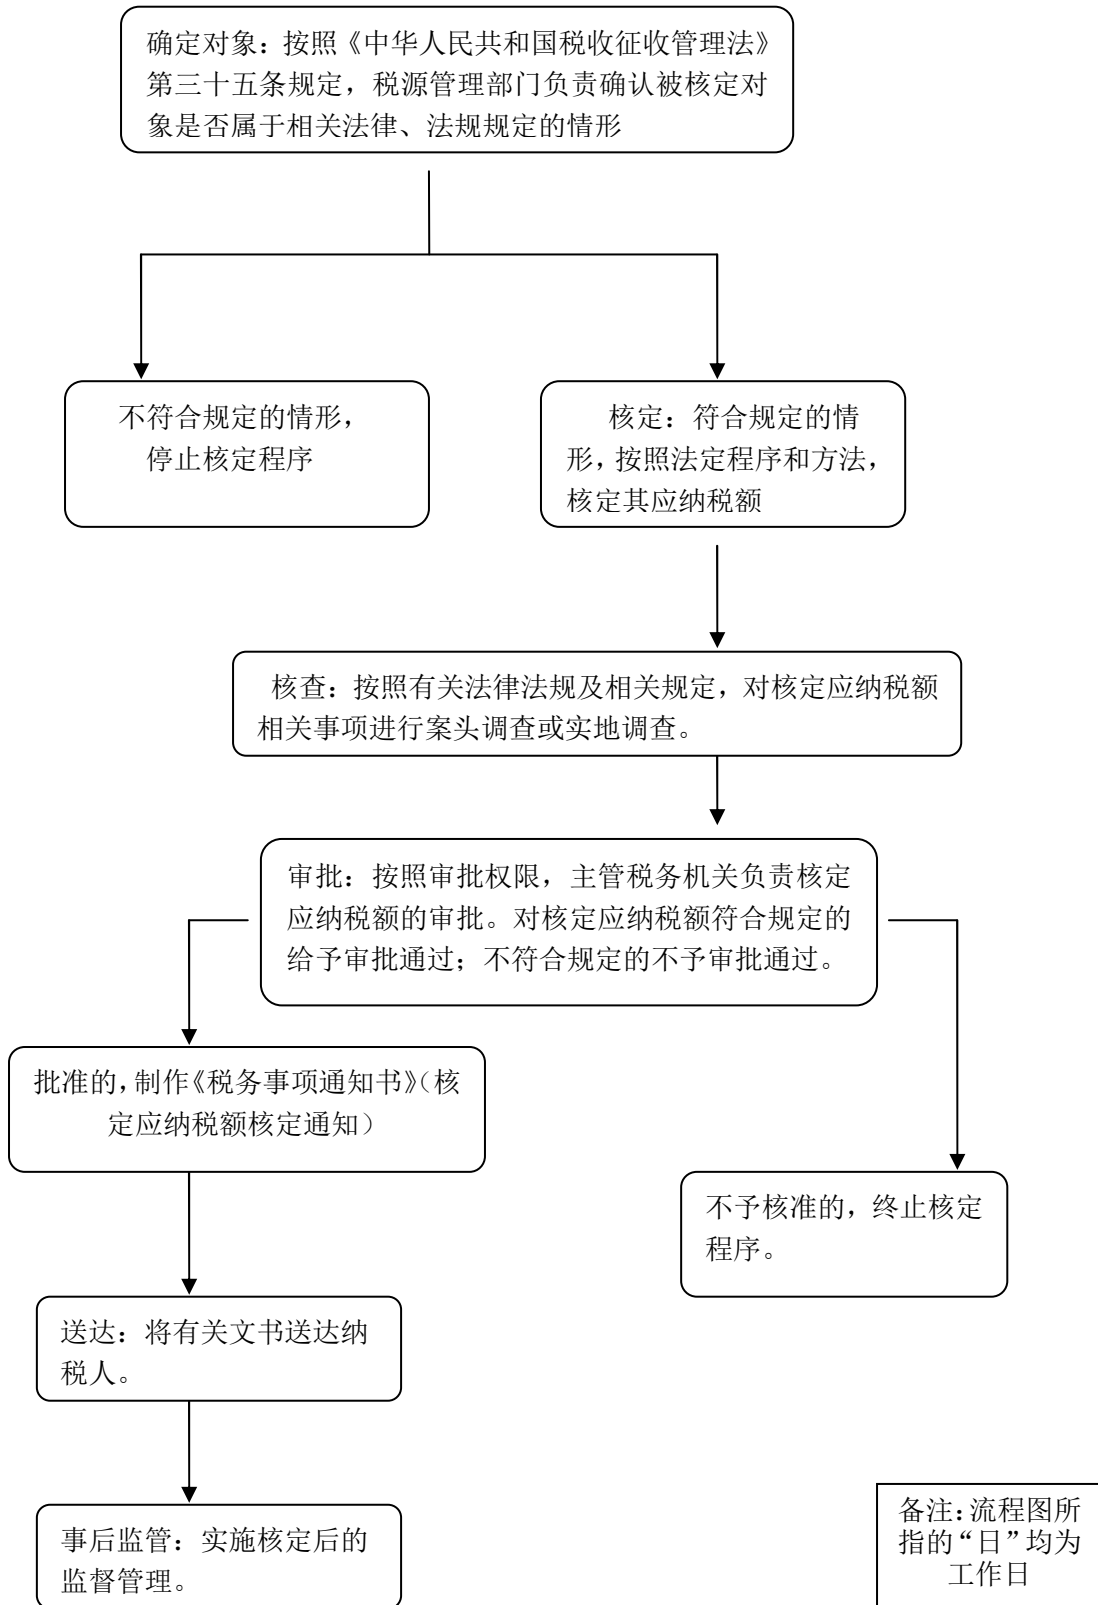 确定对象：按照《中华人民共和国税收征收管理法》
第三十五条规定，税源管理部门负责确认被核定对
象是否属于相关法律、法规规定的情形
不符合规定的情形，
停止核定程序
核定：符合规定的情
形，按照法定程序和方法，
核定其应纳税额
核查：按照有关法律法规及相关规定，对核定应纳税额
相关事项进行案头调查或实地调查。
审批：按照审批权限，主管税务机关负责核定
应纳税额的审批。对核定应纳税额符合规定的
给予审批通过；不符合规定的不予审批通过。
批准的，制作《税务事项通知书》（核
定应纳税额核定通知）
不予核准的，终止核定
程序。
送达：将有关文书送达纳
税人。
事后监管：实施核定后的
监督管理。
备注：流程图所
指的“日”均为
工作日